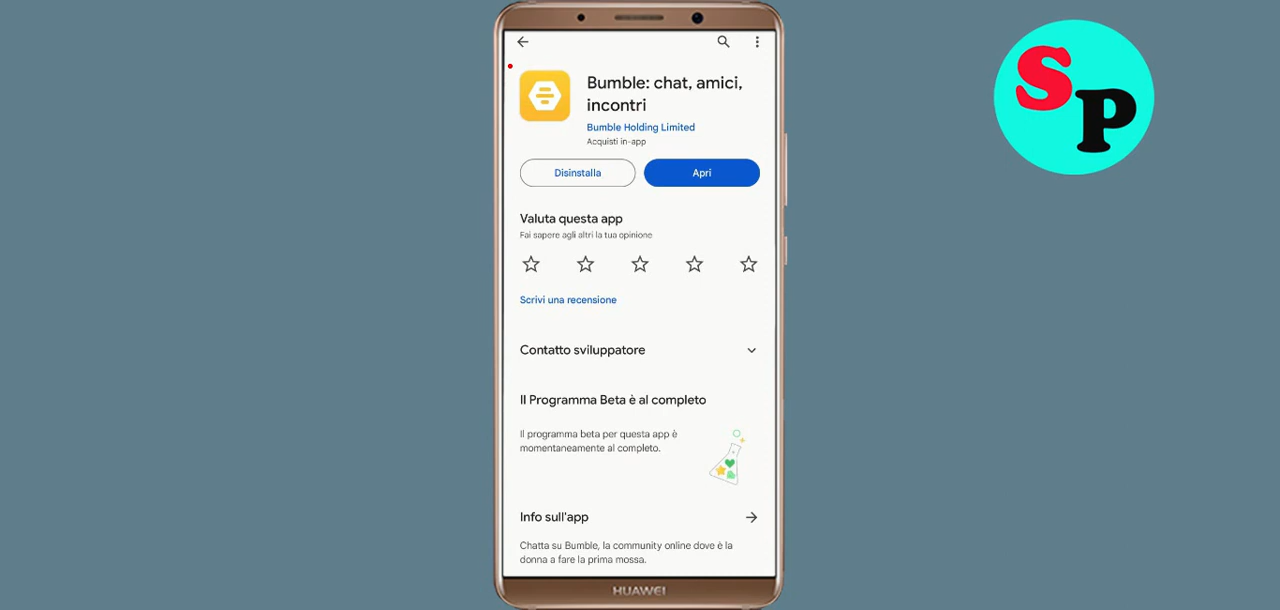 Bumble: chat, amici,
incontri
Bumble Holding Limited
Acquisti in-app
Disinstalla
Apri
Valuta questa app
Fai sapere agli altri la tua opinione
Scrivi una recensione
Contatto sviluppatore
Il Programma Beta è al completo
Il programma beta per questa app è
momentaneamente al completo.
Info sull'app
Chatta su Bumble, la community online dove è la
donna a fare la prima mossa.
HUAWEI
SP